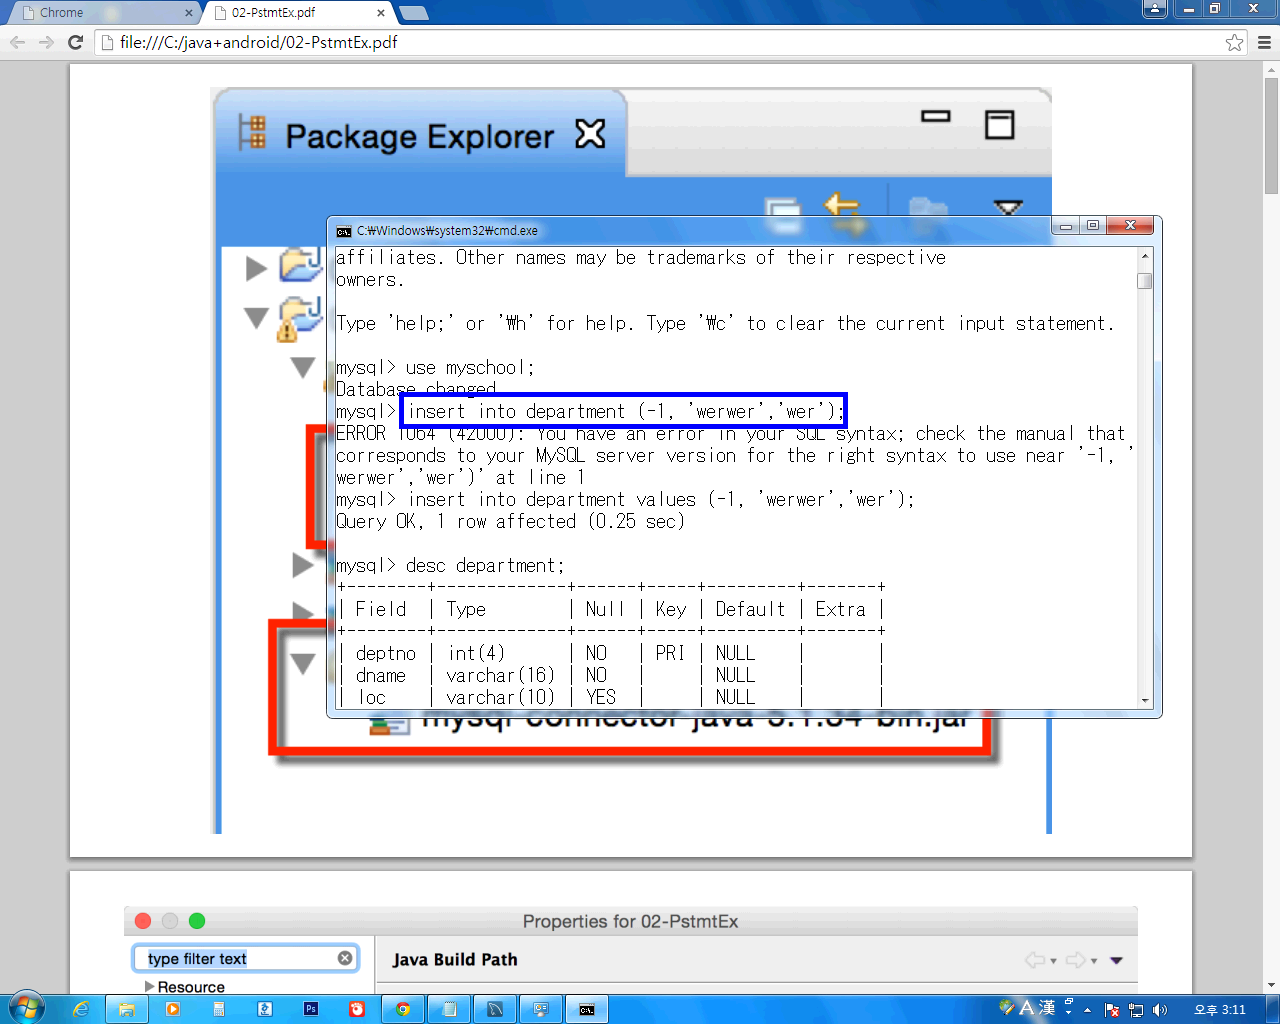 Chrome
02-PstmtEx.pdf
file:///C:/java+android/02-PstmtEx.pdf
Package Explorer
C:\Windows\system32\cmd.exe
affiliates. Other names may be trademarks of their respective
owners.
Type 'help;' or '\h' for help. Type '\c' to clear the current input statement.
mysql> use myschool;
Database changed
mysql> insert into department (-1, 'werwer','wer');
ERROR 1064 (42000): You have an error in your SQL syntax; check the manual that
corresponds to your MySQL server version for the right syntax to use near '-1, '
werwer','wer')' at line 1
mysql> insert into department values (-1, 'werwer','wer');
Query OK, 1 row affected (0.25 sec)
mysql> desc department;
+--------+-------------+------+-----+---------+-------+
| Field  | Type        | Null | Key | Default | Extra |
+--------+-------------+------+-----+---------+-------+
| deptno | int(4)      | NO   | PRI | NULL    |       |
| dname  | varchar(16) | NO   |     | NULL    |       |
| loc    | varchar(10) | YES  |     | NULL    |       |
mysql-connector-java-5.1.34-bin.jar
Properties for 02-PstmtEx
type filter text
Java Build Path
Resource
Ps
A 漢
오후 3:11